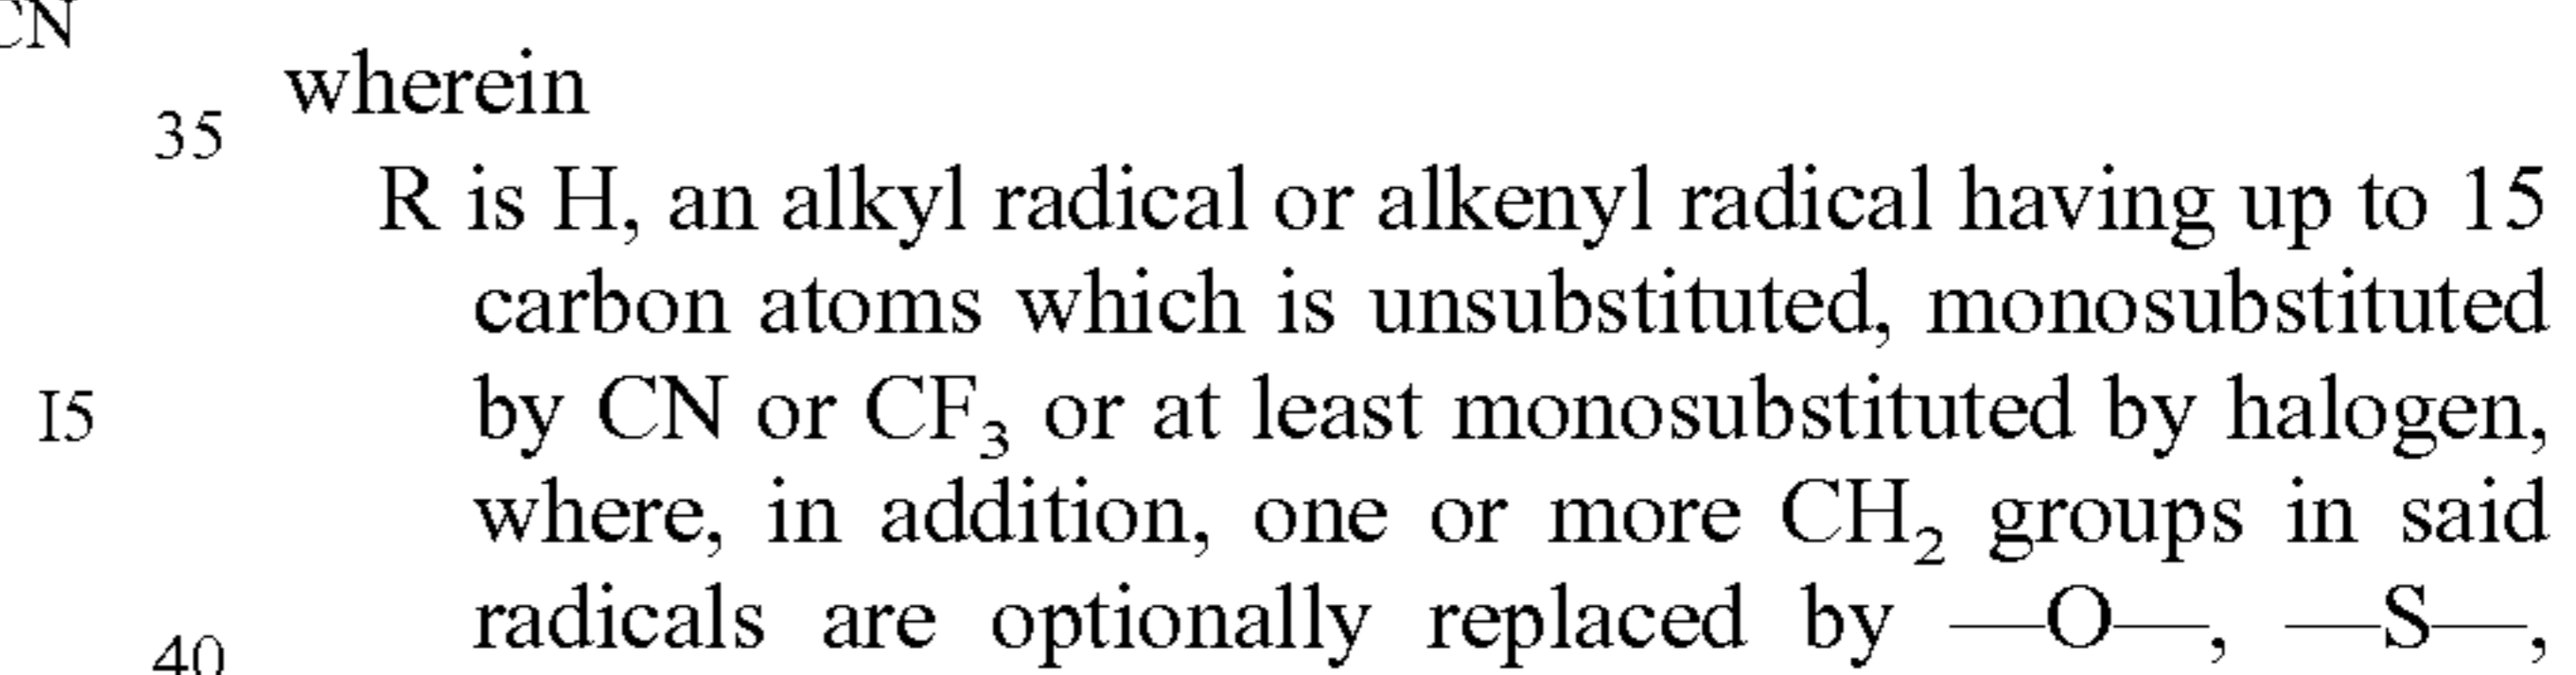 CN
wherein
35
R is H, an alkyl radical or alkenyl radical having up to 15
carbon atoms which is unsubstituted, monosubstituted
I5
by CN or CF₃ or at least monosubstituted by halogen,
where, in addition, one or more CH₂ groups in said
radicals are optionally replaced by —O—, —S—,
40